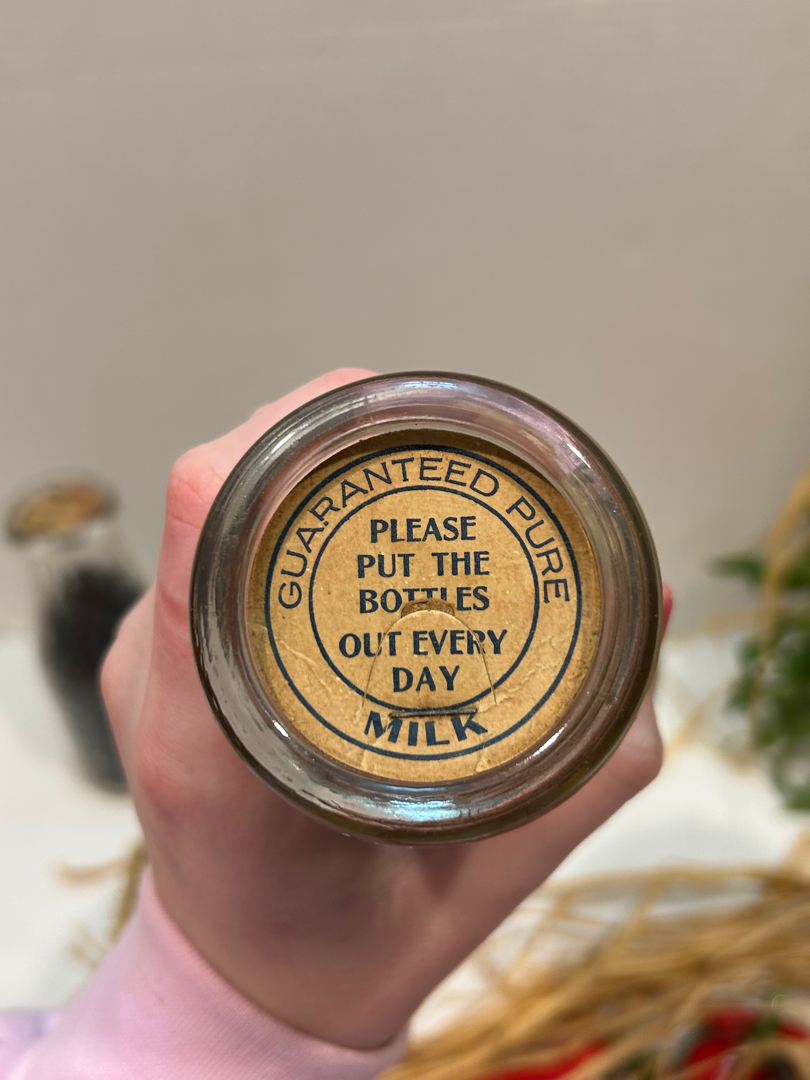 GUARANTEED PURE
PLEASE
PUT THE
BOTTLES
OUT EVERY
DAY
MILK